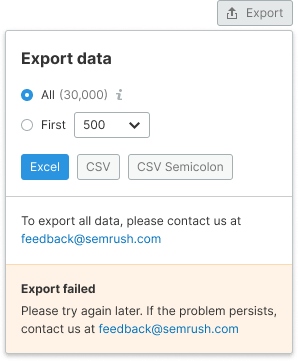 Export
Export data
All (30,000) i
First 500
Excel CSV CSV Semicolon
To export all data, please contact us at
feedback@semrush.com
Export failed
Please try again later. If the problem persists,
contact us at feedback@semrush.com